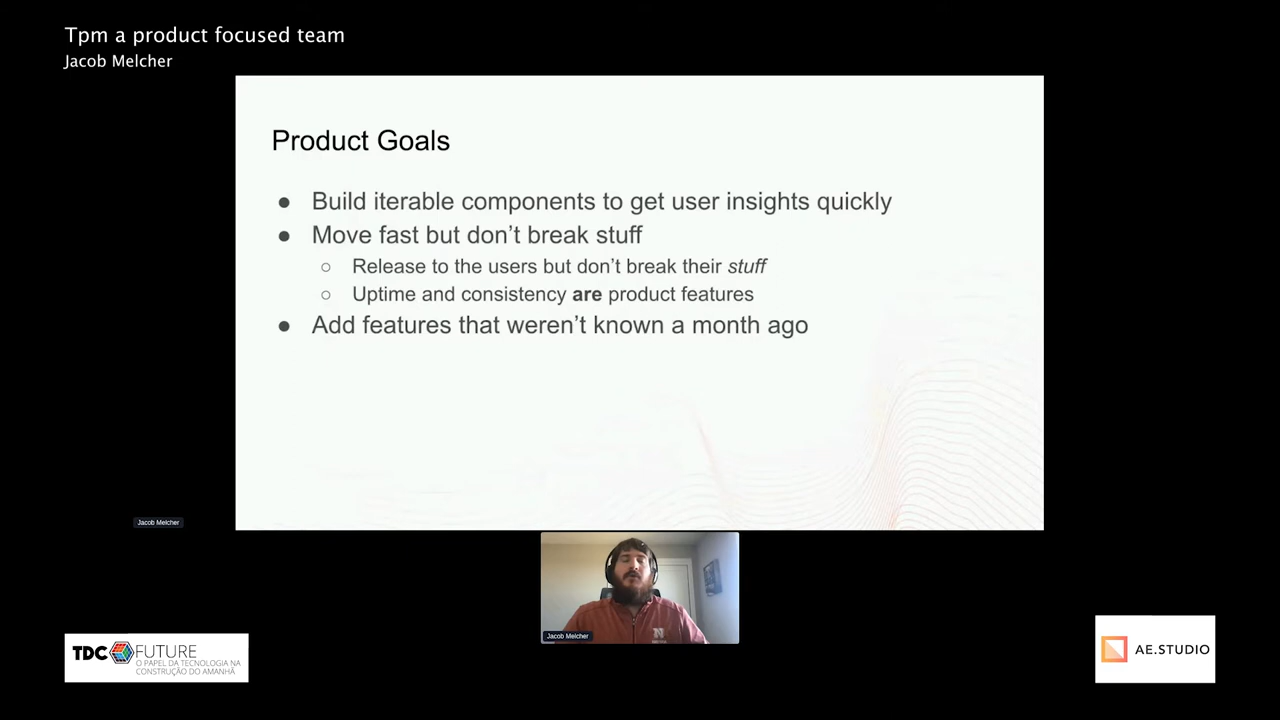 Tpm a product focused team
Jacob Melcher
Product Goals
● Build iterable components to get user insights quickly
● Move fast but don’t break stuff
○ Release to the users but don’t break their stuff
○ Uptime and consistency are product features
● Add features that weren’t known a month ago
Jacob Melcher
Jacob Melcher
N
TDC FUTURE
O PAPEL DA TECNOLOGIA NA
CONSTRUÇÃO DO AMANHÃ
AE.STUDIO